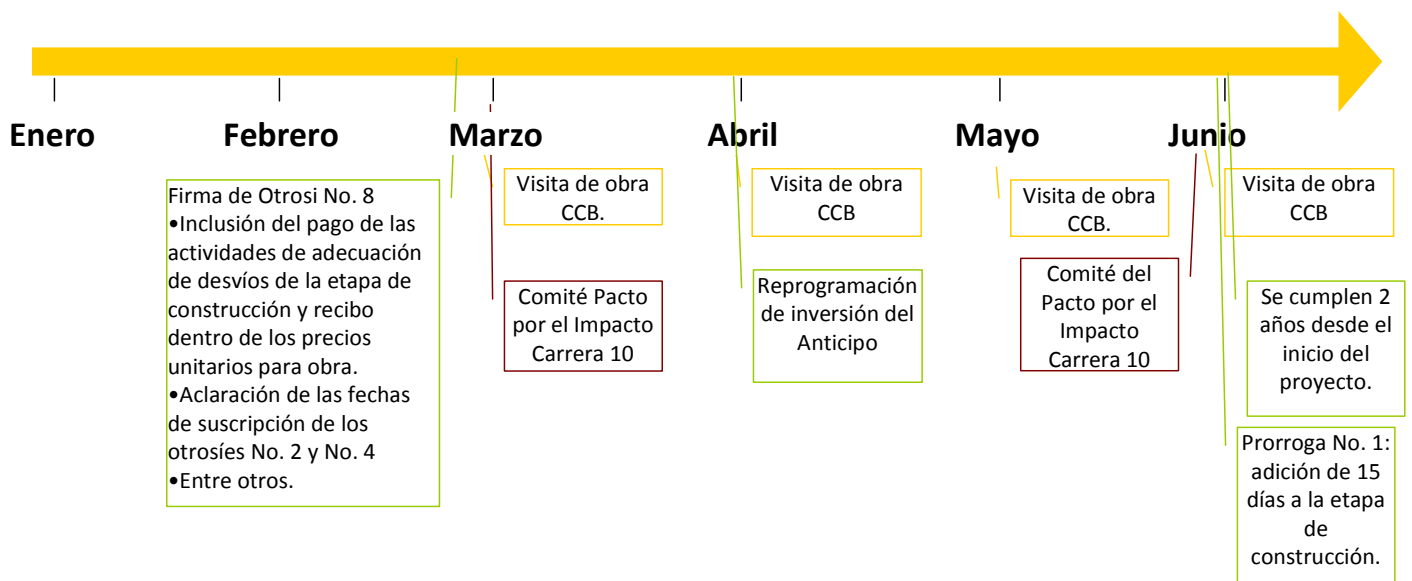 Enero
Febrero
Marzo
Abril
Mayo
Junio
Firma de Otrosi No. 8
•Inclusión del pago de las
actividades de adecuación
de desvíos de la etapa de
construcción y recibo
dentro de los precios
unitarios para obra.
•Aclaración de las fechas
de suscripción de los
otrosíes No. 2 y No. 4
•Entre otros.
Visita de obra
CCB.
Comité Pacto
por el Impacto
Carrera 10
Visita de obra
CCB
Reprogramación
de inversión del
Anticipo
Visita de obra
CCB.
Comité del
Pacto por el
Impacto
Carrera 10
Visita de obra
CCB
Se cumplen 2
años desde el
inicio del
proyecto.
Prorroga No. 1:
adición de 15
días a la etapa
de
construcción.